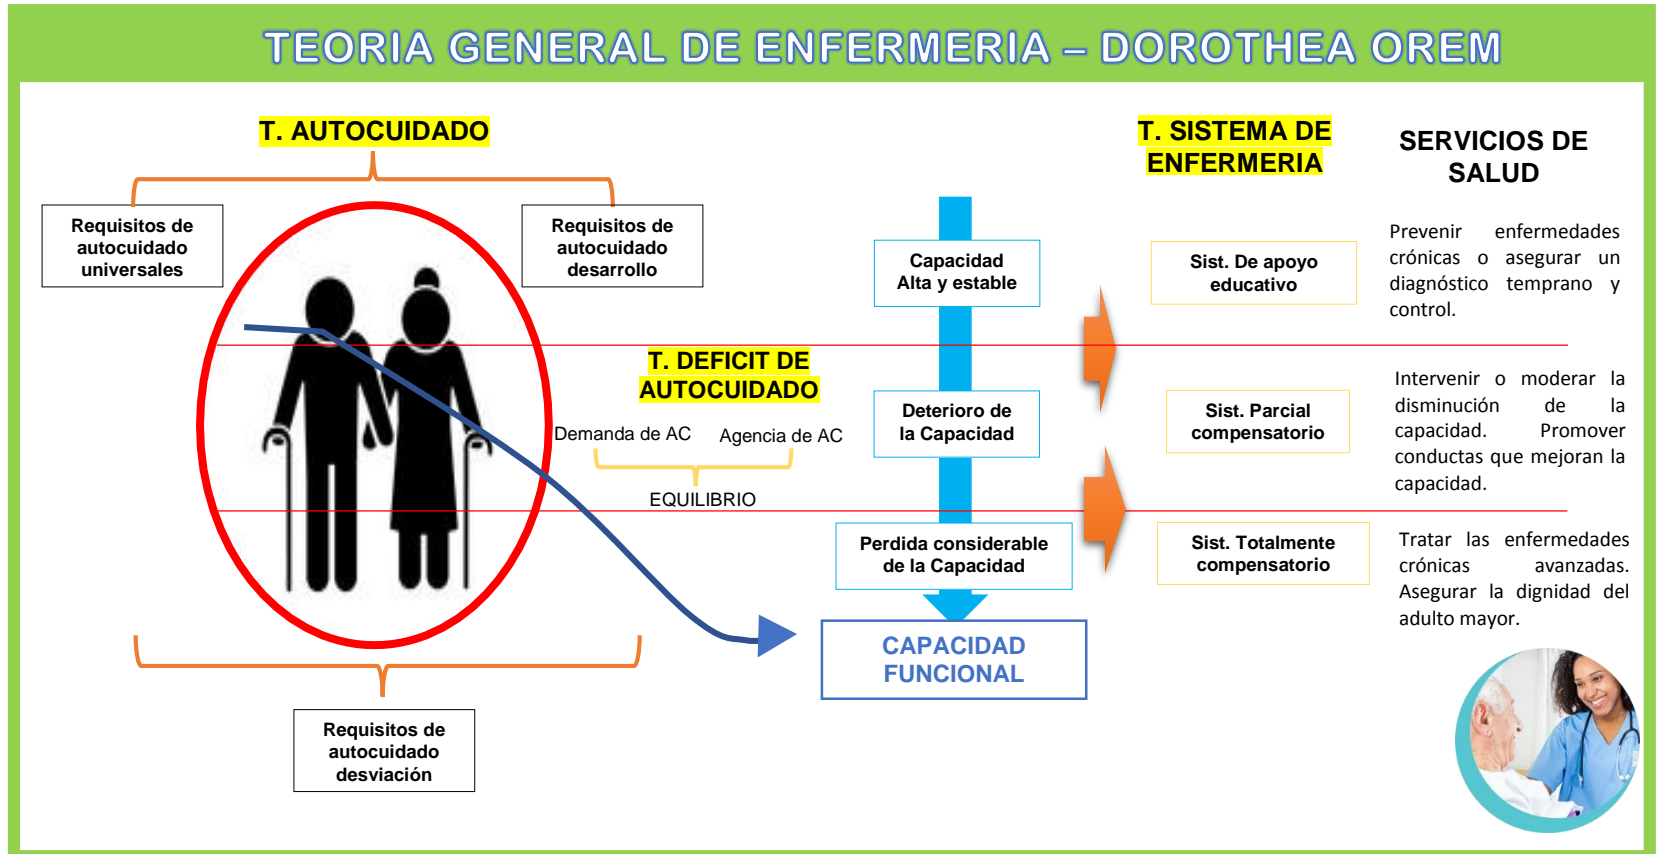 TEORIA GENERAL DE ENFERMERIA – DOROTHEA OREM
T. AUTOCUIDADO
Requisitos de
autocuidado
universales
Requisitos de
autocuidado
desarrollo
T. DEFICIT DE
AUTOCUIDADO
Demanda de AC
Agencia de AC
EQUILIBRIO
Requisitos de
autocuidado
desviación
Capacidad
Alta y estable
Deterioro de
la Capacidad
Perdida considerable
de la Capacidad
CAPACIDAD
FUNCIONAL
T. SISTEMA DE
ENFERMERIA
Sist. De apoyo
educativo
Sist. Parcial
compensatorio
Sist. Totalmente
compensatorio
SERVICIOS DE
SALUD
Prevenir enfermedades
crónicas o asegurar un
diagnóstico temprano y
control.
Intervenir o moderar la
disminución de la
capacidad. Promover
conductas que mejoran la
capacidad.
Tratar las enfermedades
crónicas avanzadas.
Asegurar la dignidad del
adulto mayor.